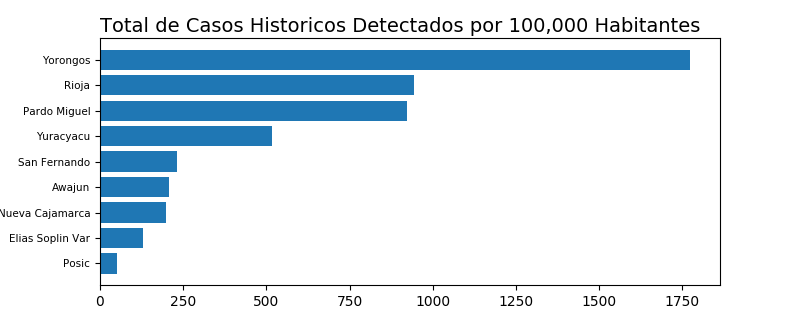 Total de Casos Historicos Detectados por 100,000 Habitantes
Yorongos
Rioja
Pardo Miguel
Yuracyacu
San Fernando
Awajun
Nueva Cajamarca
Elias Soplin Var
Posic
0 250 500 750 1000 1250 1500 1750